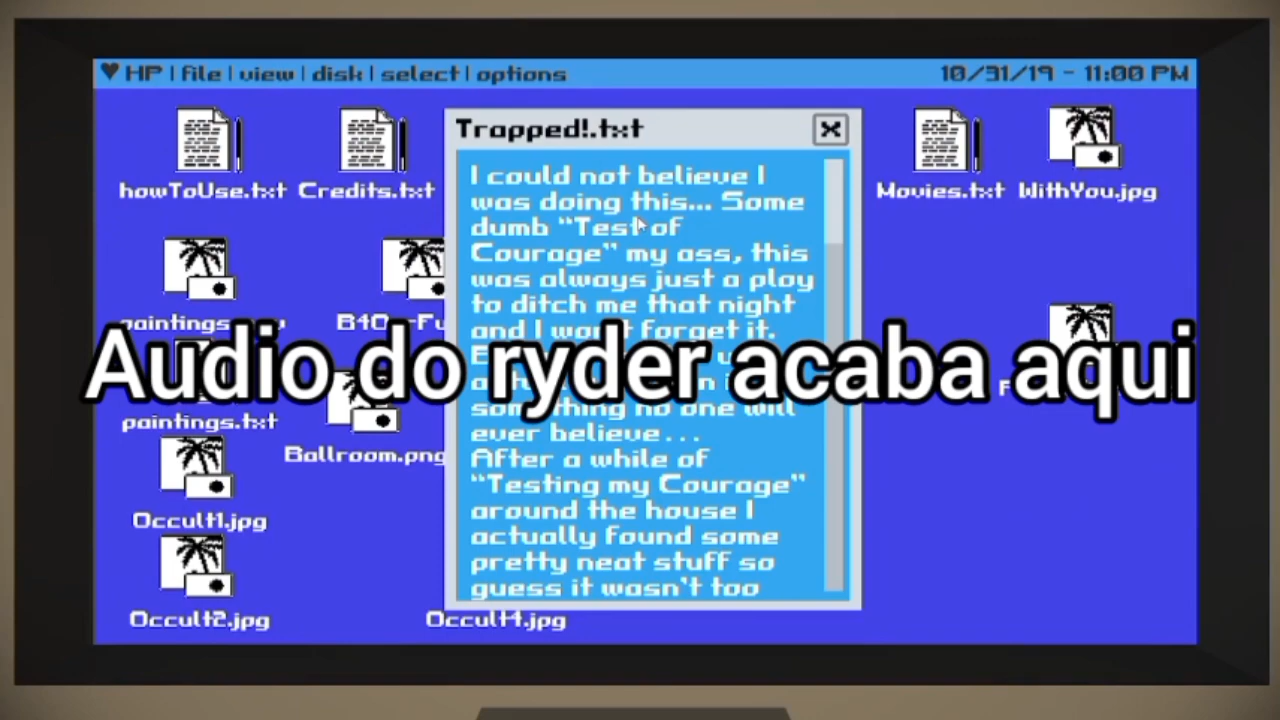 ♥ HP | file | view | disk | select | options
10/31/19 - 11:00 PM
howToUse.txt
Credits.txt
Trapped!.txt
Movies.txt
WithYou.jpg
I could not believe I
was doing this... Some
dumb "Test of
Courage" my ass, this
was always just a ploy
to ditch me that night
and I won't forget it.
something no one will
ever believe...
After a while of
"Testing my Courage"
around the house I
actually found some
pretty neat stuff so
guess it wasn't too
Audio do ryder acaba aqui
paintings.txt
Ballroom.png
Occult1.jpg
Occult2.jpg
Occult4.jpg